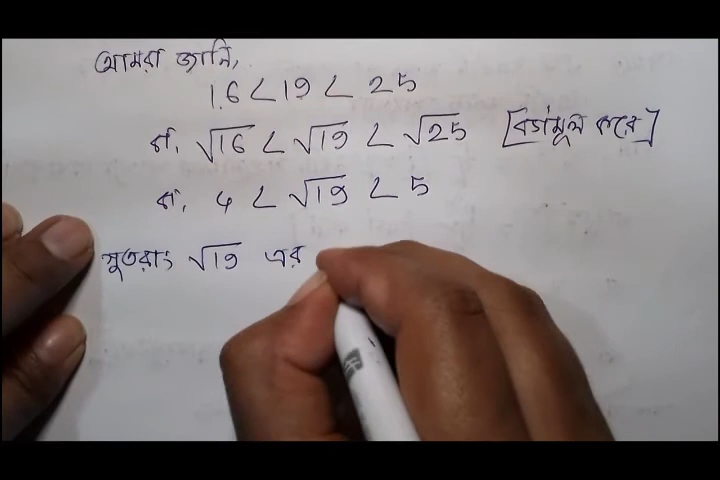 আমরা জানি,
16 < 19 < 25
বা, √16 < √19 < √25 [বর্গমূল করে]
বা, 4 < √19 < 5
সুতরাং √19 এর